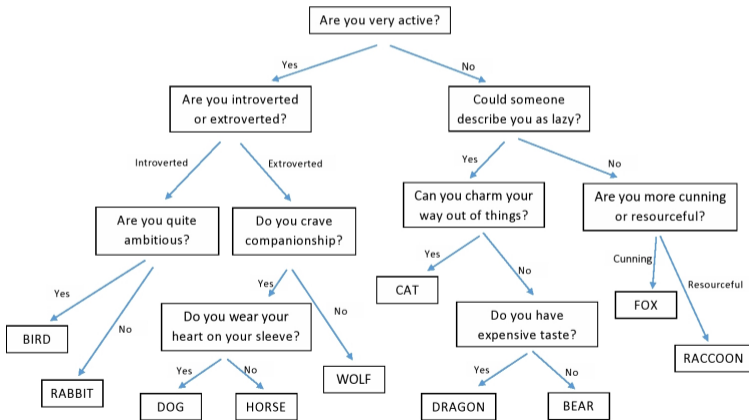 Are you very active?
Yes
No
Are you introverted
or extroverted?
Could someone
describe you as lazy?
Introverted
Extroverted
Yes
No
Are you quite
ambitious?
Do you crave
companionship?
Can you charm your
way out of things?
Are you more cunning
or resourceful?
Yes
No
Yes
No
Yes
No
Cunning
Resourceful
CAT
FOX
BIRD
RABBIT
Do you wear your
heart on your sleeve?
Do you have
expensive taste?
RACCOON
WOLF
Yes
No
Yes
No
DOG
HORSE
DRAGON
BEAR